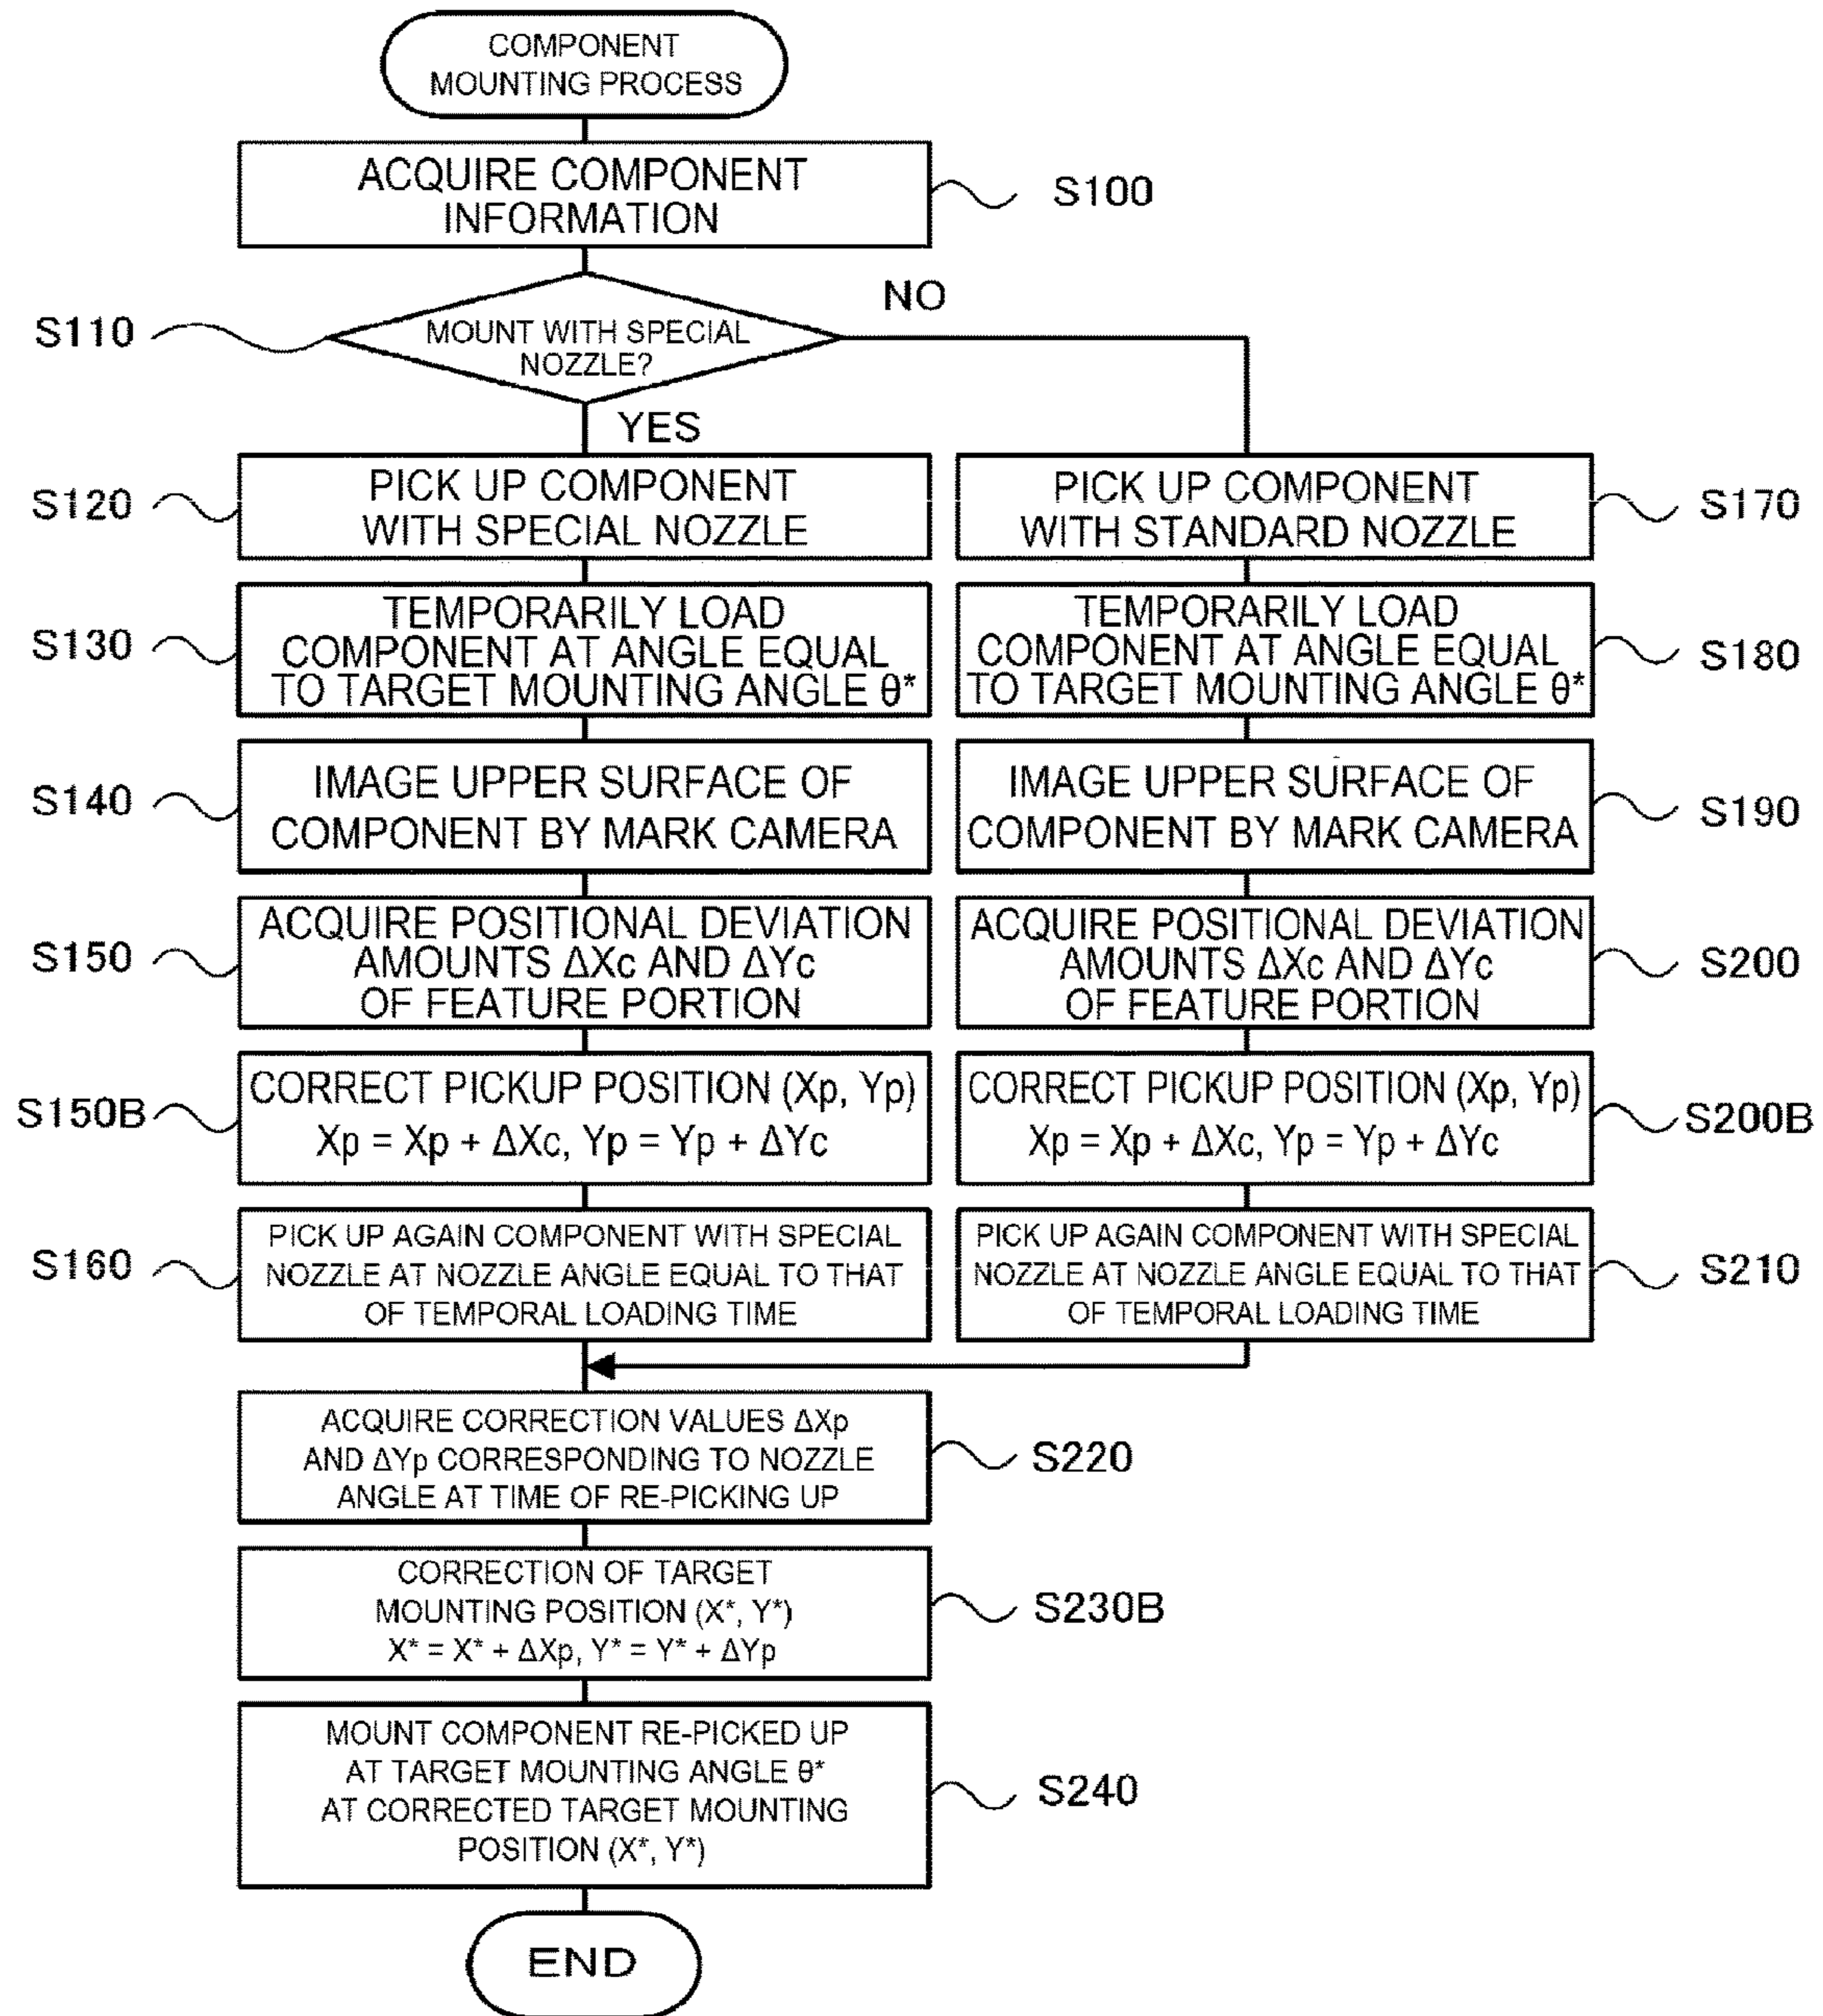 COMPONENT
MOUNTING PROCESS
ACQUIRE COMPONENT
INFORMATION
S100
S110
MOUNT WITH SPECIAL
NOZZLE?
NO
YES
S120
PICK UP COMPONENT
WITH SPECIAL NOZZLE
PICK UP COMPONENT
WITH STANDARD NOZZLE
S170
S130
TEMPORARILY LOAD
COMPONENT AT ANGLE EQUAL
TO TARGET MOUNTING ANGLE θ*
TEMPORARILY LOAD
COMPONENT AT ANGLE EQUAL
TO TARGET MOUNTING ANGLE θ*
S180
S140
IMAGE UPPER SURFACE OF
COMPONENT BY MARK CAMERA
IMAGE UPPER SURFACE OF
COMPONENT BY MARK CAMERA
S190
S150
ACQUIRE POSITIONAL DEVIATION
AMOUNTS ΔXc AND ΔYc
OF FEATURE PORTION
ACQUIRE POSITIONAL DEVIATION
AMOUNTS ΔXc AND ΔYc
OF FEATURE PORTION
S200
S150B
CORRECT PICKUP POSITION (Xp, Yp)
Xp = Xp + ΔXc, Yp = Yp + ΔYc
CORRECT PICKUP POSITION (Xp, Yp)
Xp = Xp + ΔXc, Yp = Yp + ΔYc
S200B
S160
PICK UP AGAIN COMPONENT WITH SPECIAL
NOZZLE AT NOZZLE ANGLE EQUAL TO THAT
OF TEMPORAL LOADING TIME
PICK UP AGAIN COMPONENT WITH SPECIAL
NOZZLE AT NOZZLE ANGLE EQUAL TO THAT
OF TEMPORAL LOADING TIME
S210
ACQUIRE CORRECTION VALUES ΔXp
AND ΔYp CORRESPONDING TO NOZZLE
ANGLE AT TIME OF RE-PICKING UP
S220
CORRECTION OF TARGET
MOUNTING POSITION (X*, Y*)
X* = X* + ΔXp, Y* = Y* + ΔYp
S230B
MOUNT COMPONENT RE-PICKED UP
AT TARGET MOUNTING ANGLE θ*
AT CORRECTED TARGET MOUNTING
POSITION (X*, Y*)
S240
END